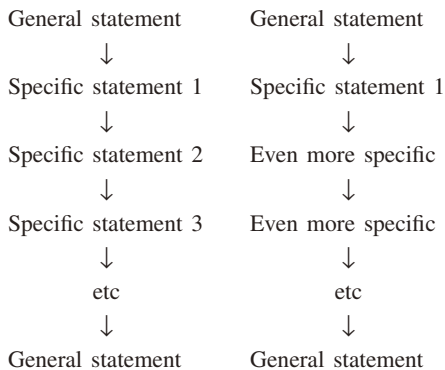 General statement General statement
↓ ↓
Specific statement 1 Specific statement 1
↓ ↓
Specific statement 2 Even more specific
↓ ↓
Specific statement 3 Even more specific
↓ ↓
etc etc
↓ ↓
General statement General statement